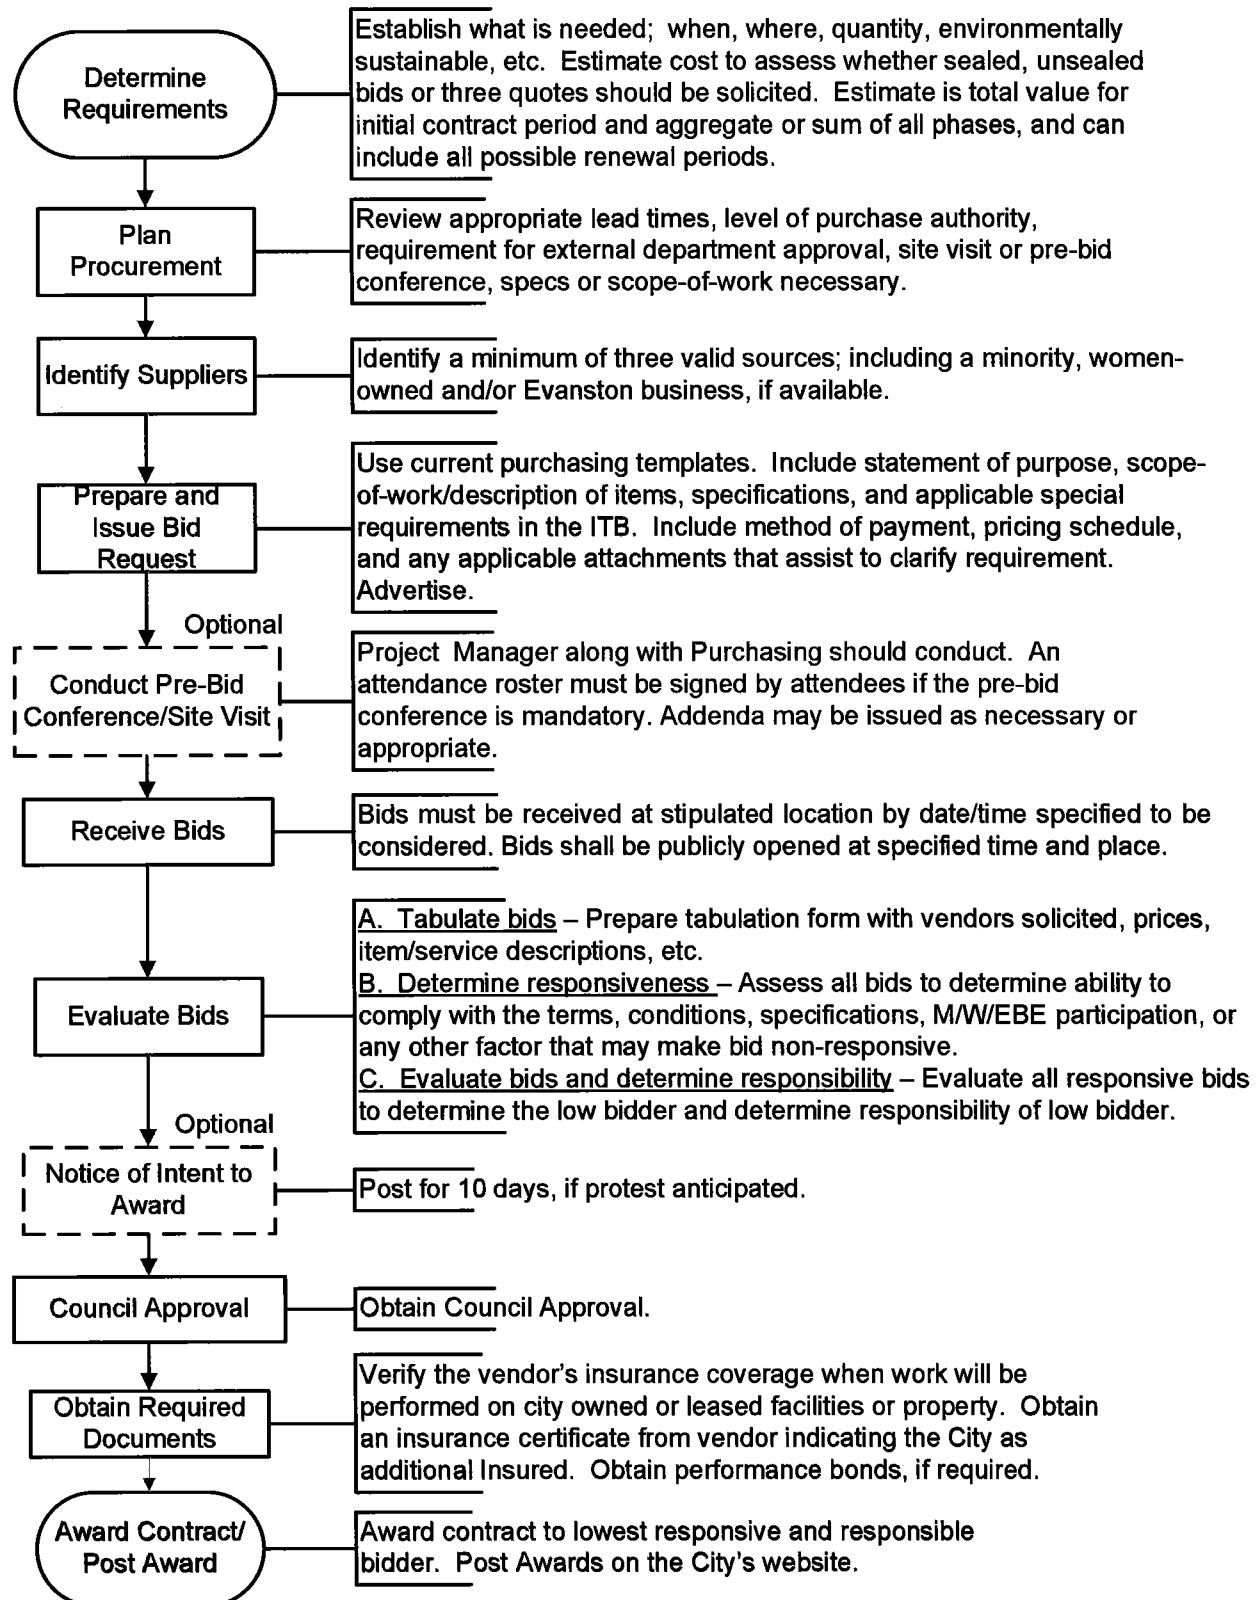 Determine
Requirements
Establish what is needed; when, where, quantity, environmentally
sustainable, etc. Estimate cost to assess whether sealed, unsealed
bids or three quotes should be solicited. Estimate is total value for
initial contract period and aggregate or sum of all phases, and can
include all possible renewal periods.
Plan
Procurement
Review appropriate lead times, level of purchase authority,
requirement for external department approval, site visit or pre-bid
conference, specs or scope-of-work necessary.
Identify Suppliers
Identify a minimum of three valid sources; including a minority, women-
owned and/or Evanston business, if available.
Prepare and
Issue Bid
Request
Use current purchasing templates. Include statement of purpose, scope-
of-work/description of items, specifications, and applicable special
requirements in the ITB. Include method of payment, pricing schedule,
and any applicable attachments that assist to clarify requirement.
Advertise.
Optional
Conduct Pre-Bid
Conference/Site Visit
Project Manager along with Purchasing should conduct. An
attendance roster must be signed by attendees if the pre-bid
conference is mandatory. Addenda may be issued as necessary or
appropriate.
Receive Bids
Bids must be received at stipulated location by date/time specified to be
considered. Bids shall be publicly opened at specified time and place.
Evaluate Bids
A. Tabulate bids – Prepare tabulation form with vendors solicited, prices,
item/service descriptions, etc.
B. Determine responsiveness – Assess all bids to determine ability to
comply with the terms, conditions, specifications, M/W/EBE participation, or
any other factor that may make bid non-responsive.
C. Evaluate bids and determine responsibility – Evaluate all responsive bids
to determine the low bidder and determine responsibility of low bidder.
Optional
Notice of Intent to
Award
Post for 10 days, if protest anticipated.
Council Approval
Obtain Council Approval.
Obtain Required
Documents
Verify the vendor's insurance coverage when work will be
performed on city owned or leased facilities or property. Obtain
an insurance certificate from vendor indicating the City as
additional Insured. Obtain performance bonds, if required.
Award Contract/
Post Award
Award contract to lowest responsive and responsible
bidder. Post Awards on the City's website.